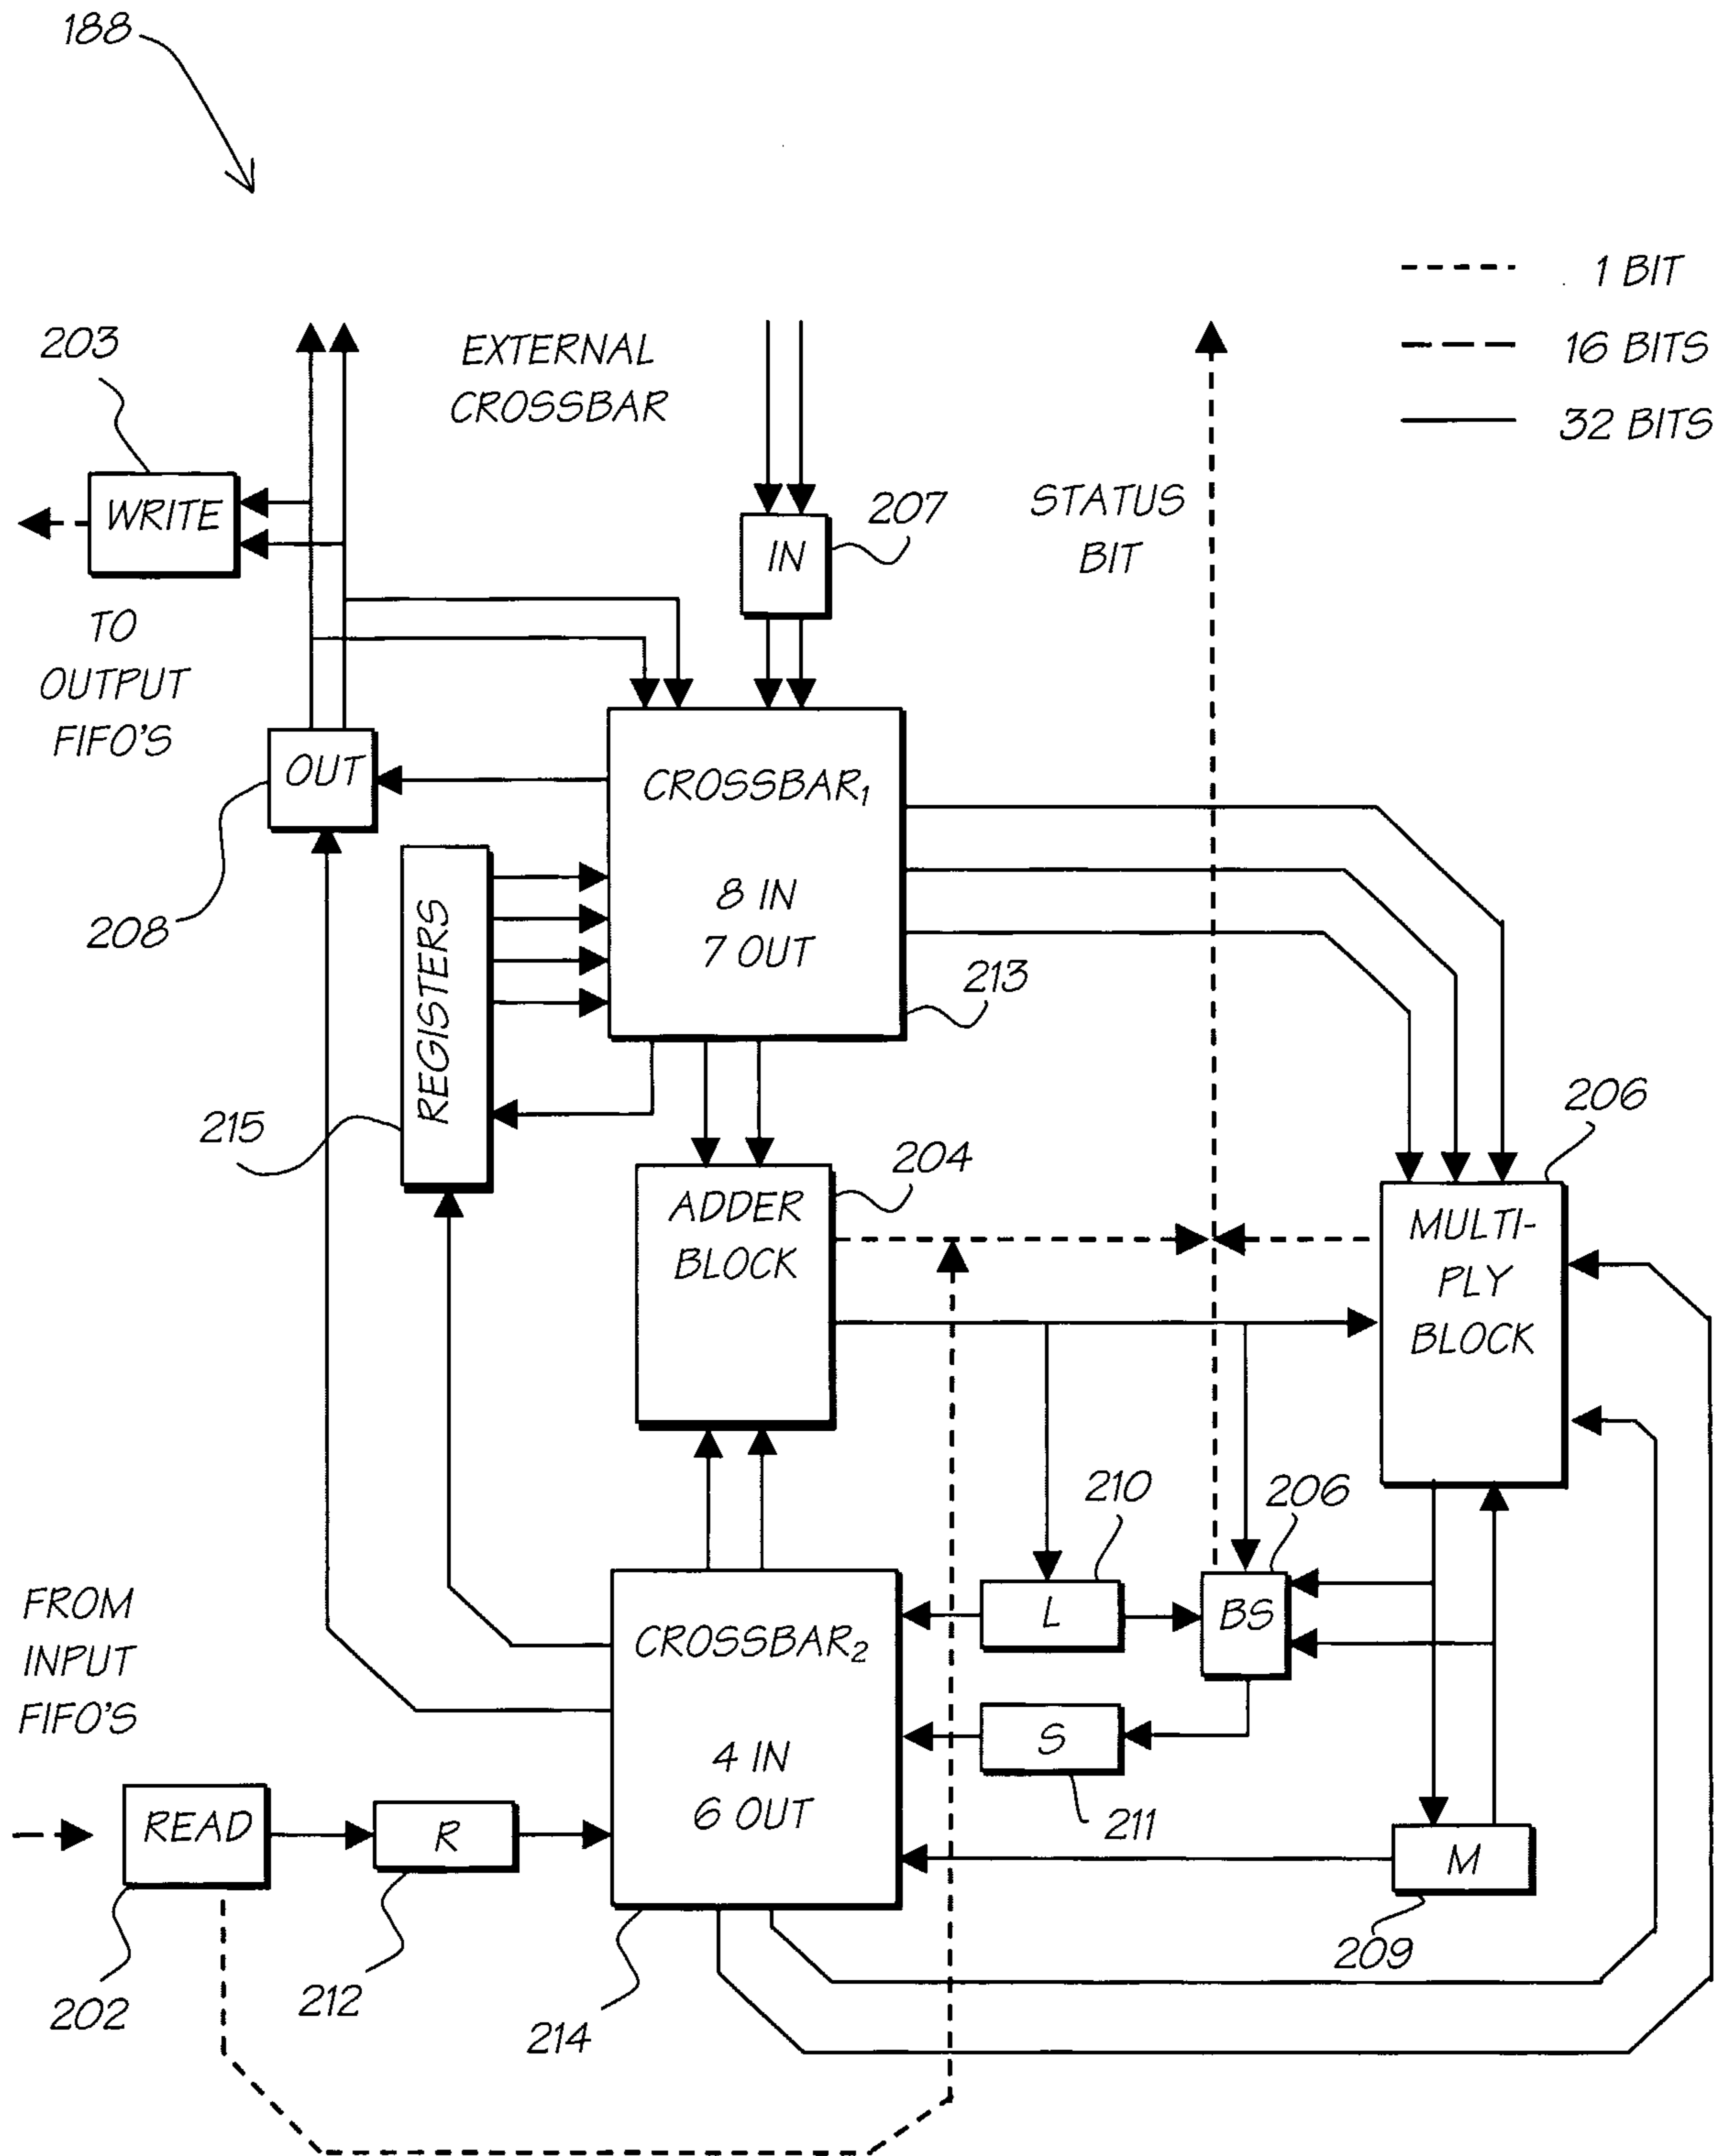 188
1 BIT
16 BITS
32 BITS
203
EXTERNAL
CROSSBAR
WRITE
207
IN
STATUS
BIT
TO
OUTPUT
FIFO'S
OUT
208
CROSSBAR₁
8 IN
7 OUT
213
REGISTERS
215
206
204
ADDER
BLOCK
MULTI-
PLY
BLOCK
210
206
L
BS
FROM
INPUT
FIFO'S
CROSSBAR₂
4 IN
6 OUT
S
211
READ
R
M
202
212
214
209